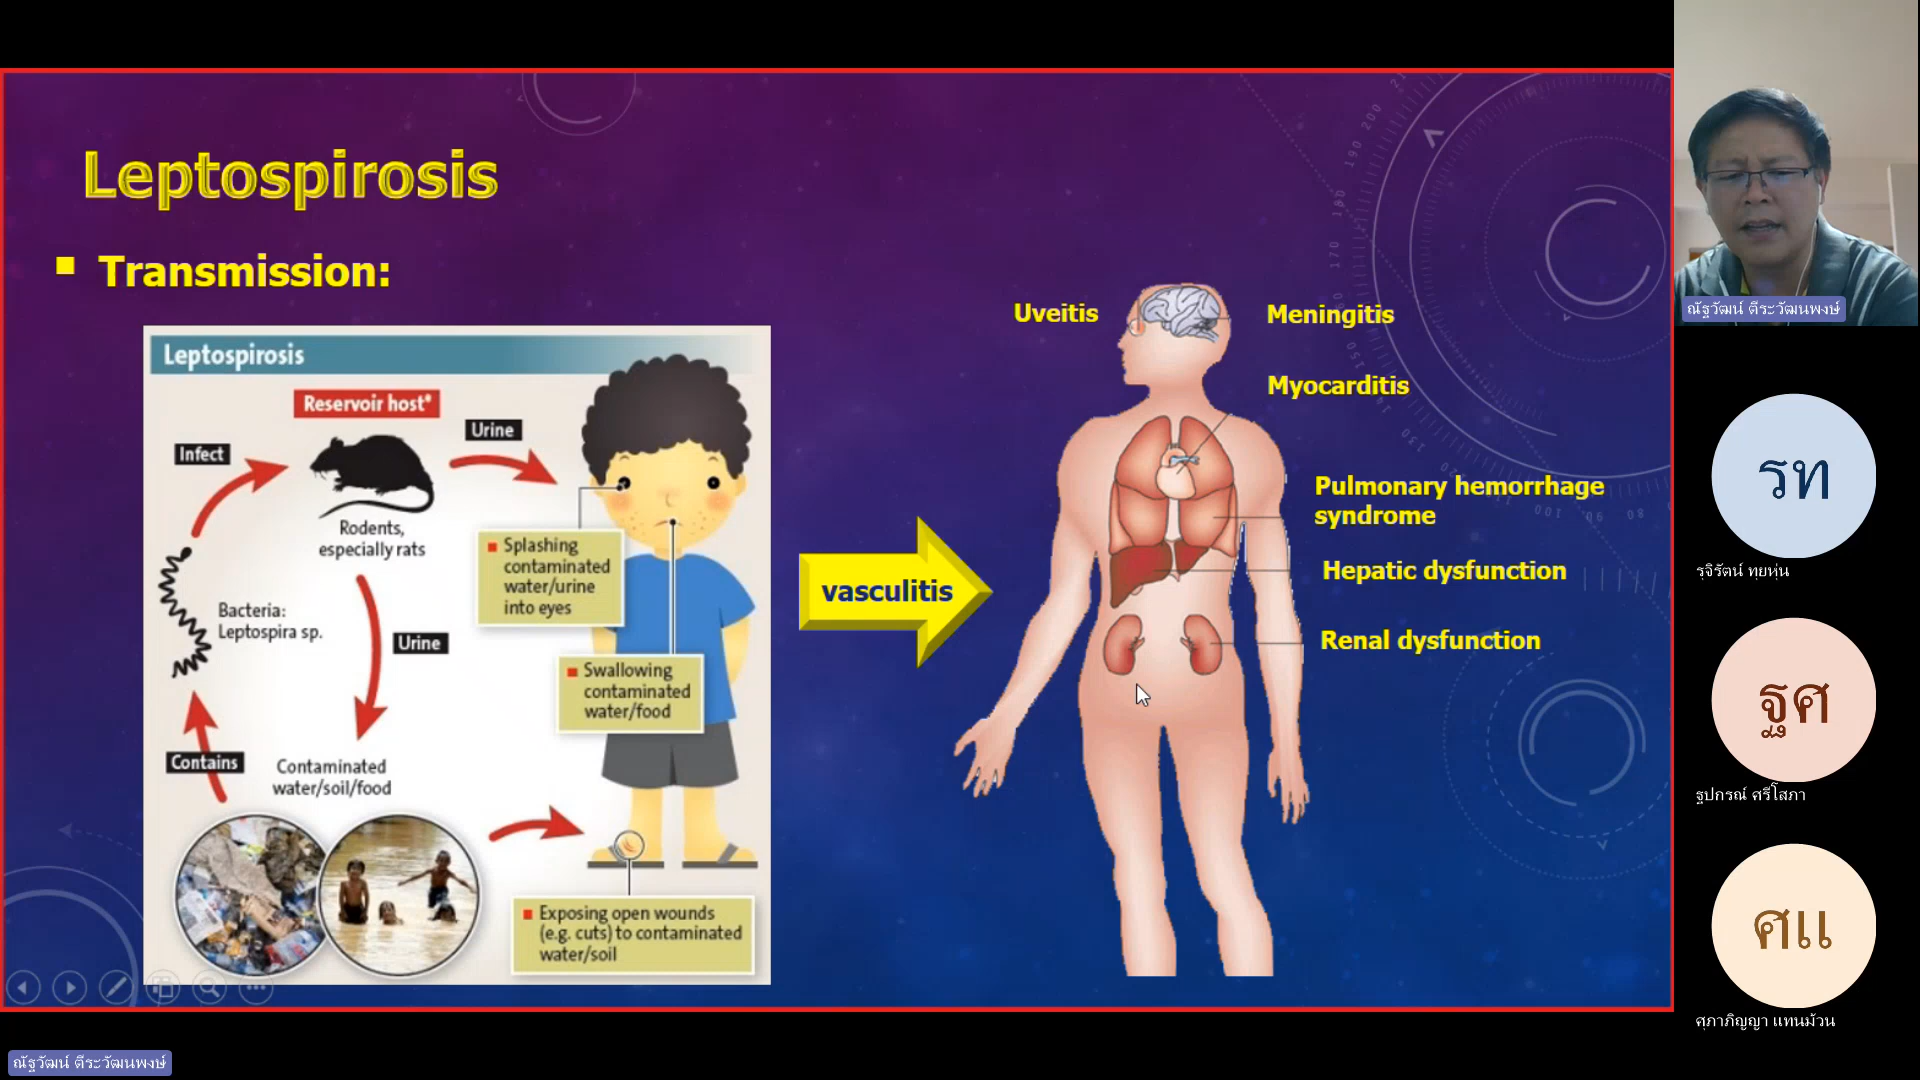 Leptospirosis
Transmission:
Leptospirosis
Reservoir host*
Urine
Infect
Rodents,
especially rats
Splashing
contaminated
water/urine
into eyes
Bacteria:
Leptospira sp.
Urine
Swallowing
contaminated
water/food
Contains
Contaminated
water/soil/food
Exposing open wounds
(e.g. cuts) to contaminated
water/soil
vasculitis
Uveitis
Meningitis
Myocarditis
Pulmonary hemorrhage
syndrome
Hepatic dysfunction
Renal dysfunction
ณัฐวัฒน์ ตีระวัฒนพงษ์
รท
รุจิรัตน์ ทุยหุ่น
ฐศ
ฐปกรณ์ ศรีโสภา
ศแ
ศุภาภิญญา แทนม้วน
ณัฐวัฒน์ ตีระวัฒนพงษ์